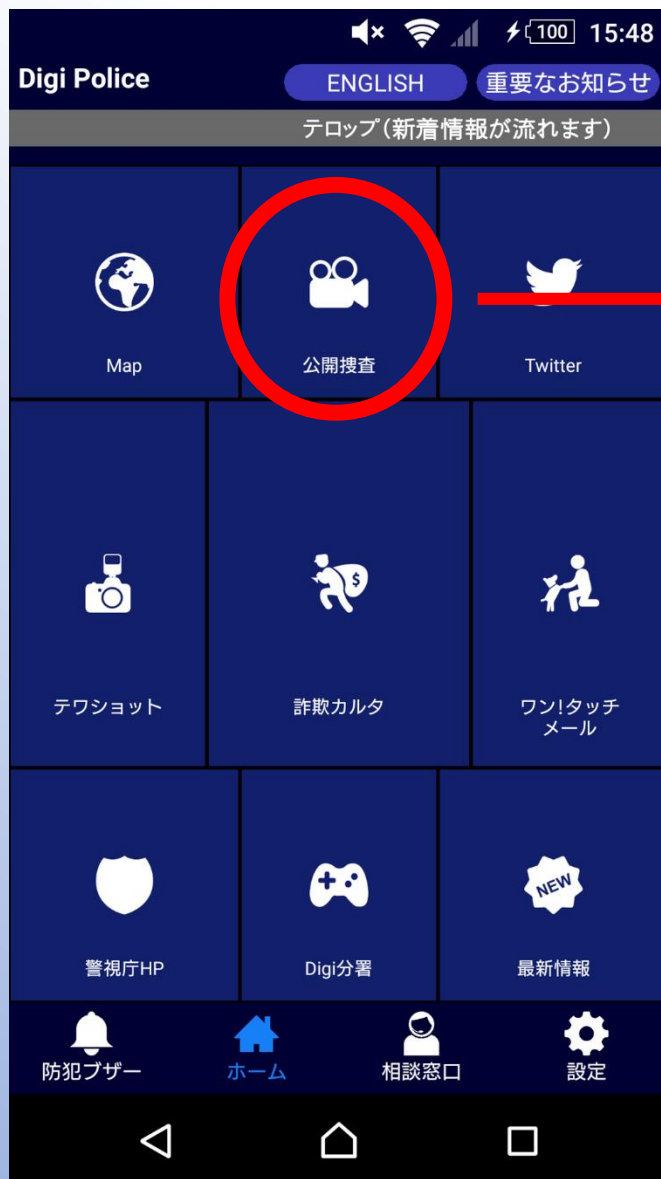 100 15:48
Digi Police ENGLISH 重要なお知らせ
テロップ(新着情報が流れます)
Map 公開捜査 Twitter
$
テワショット 詐欺カルタ ワン!タッチ
メール
NEW
警視庁HP Digi分署 最新情報
防犯ブザー ホーム 相談窓口 設定